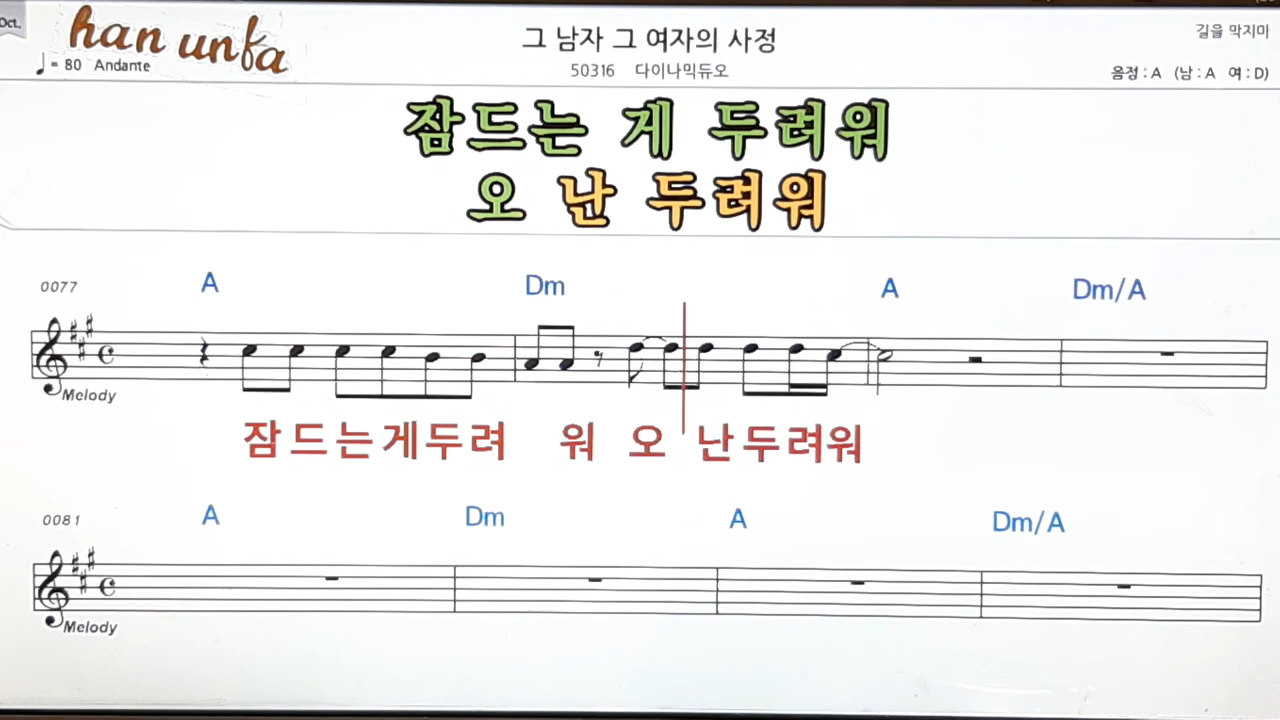 Oct.
han unfa
그 남자 그 여자의 사정
길을 막지마
♩= 80 Andante
50316 다이나믹듀오
음정 : A (남 : A 여 : D)
잠드는 게 두려워
오 난 두려워
0077 A Dm A Dm/A
Melody
잠드는게두려 워 오 난두려워
0081 A Dm A Dm/A
Melody